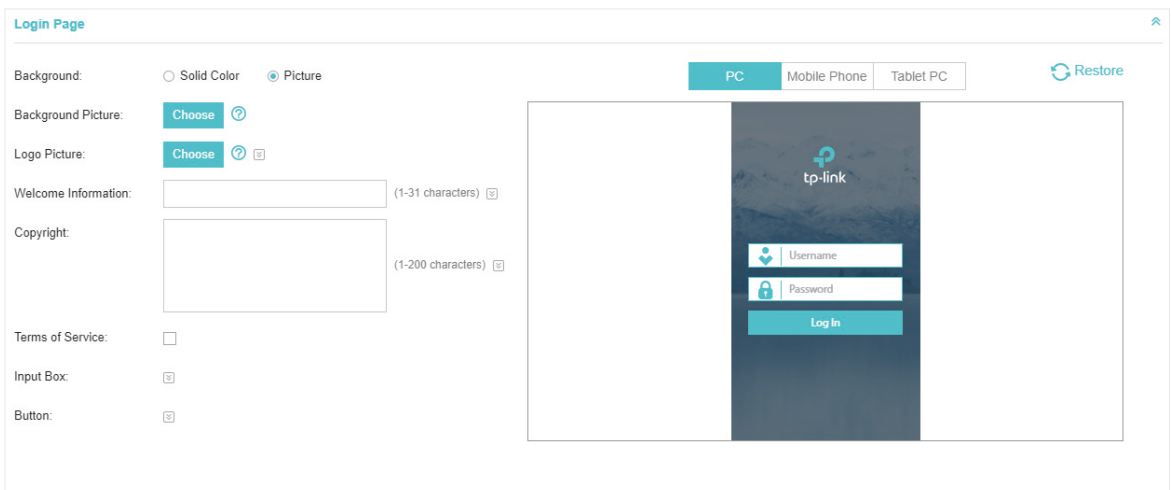 Login Page
Background: Solid Color Picture
Background Picture: Choose ?
Logo Picture: Choose ?
Welcome Information: (1-31 characters)
Copyright: (1-200 characters)
Terms of Service:
Input Box:
Button:
PC Mobile Phone Tablet PC Restore
tp-link
Username
Password
Log In